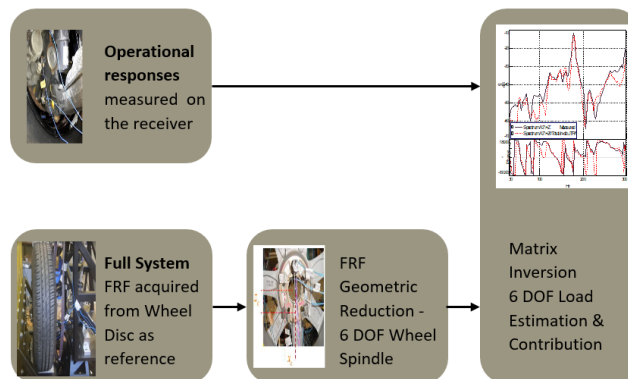 Operational
responses
measured on
the receiver
Full System
FRF acquired
from Wheel
Disc as
reference
FRF
Geometric
Reduction -
6 DOF Wheel
Spindle
Matrix
Inversion
6 DOF Load
Estimation &
Contribution